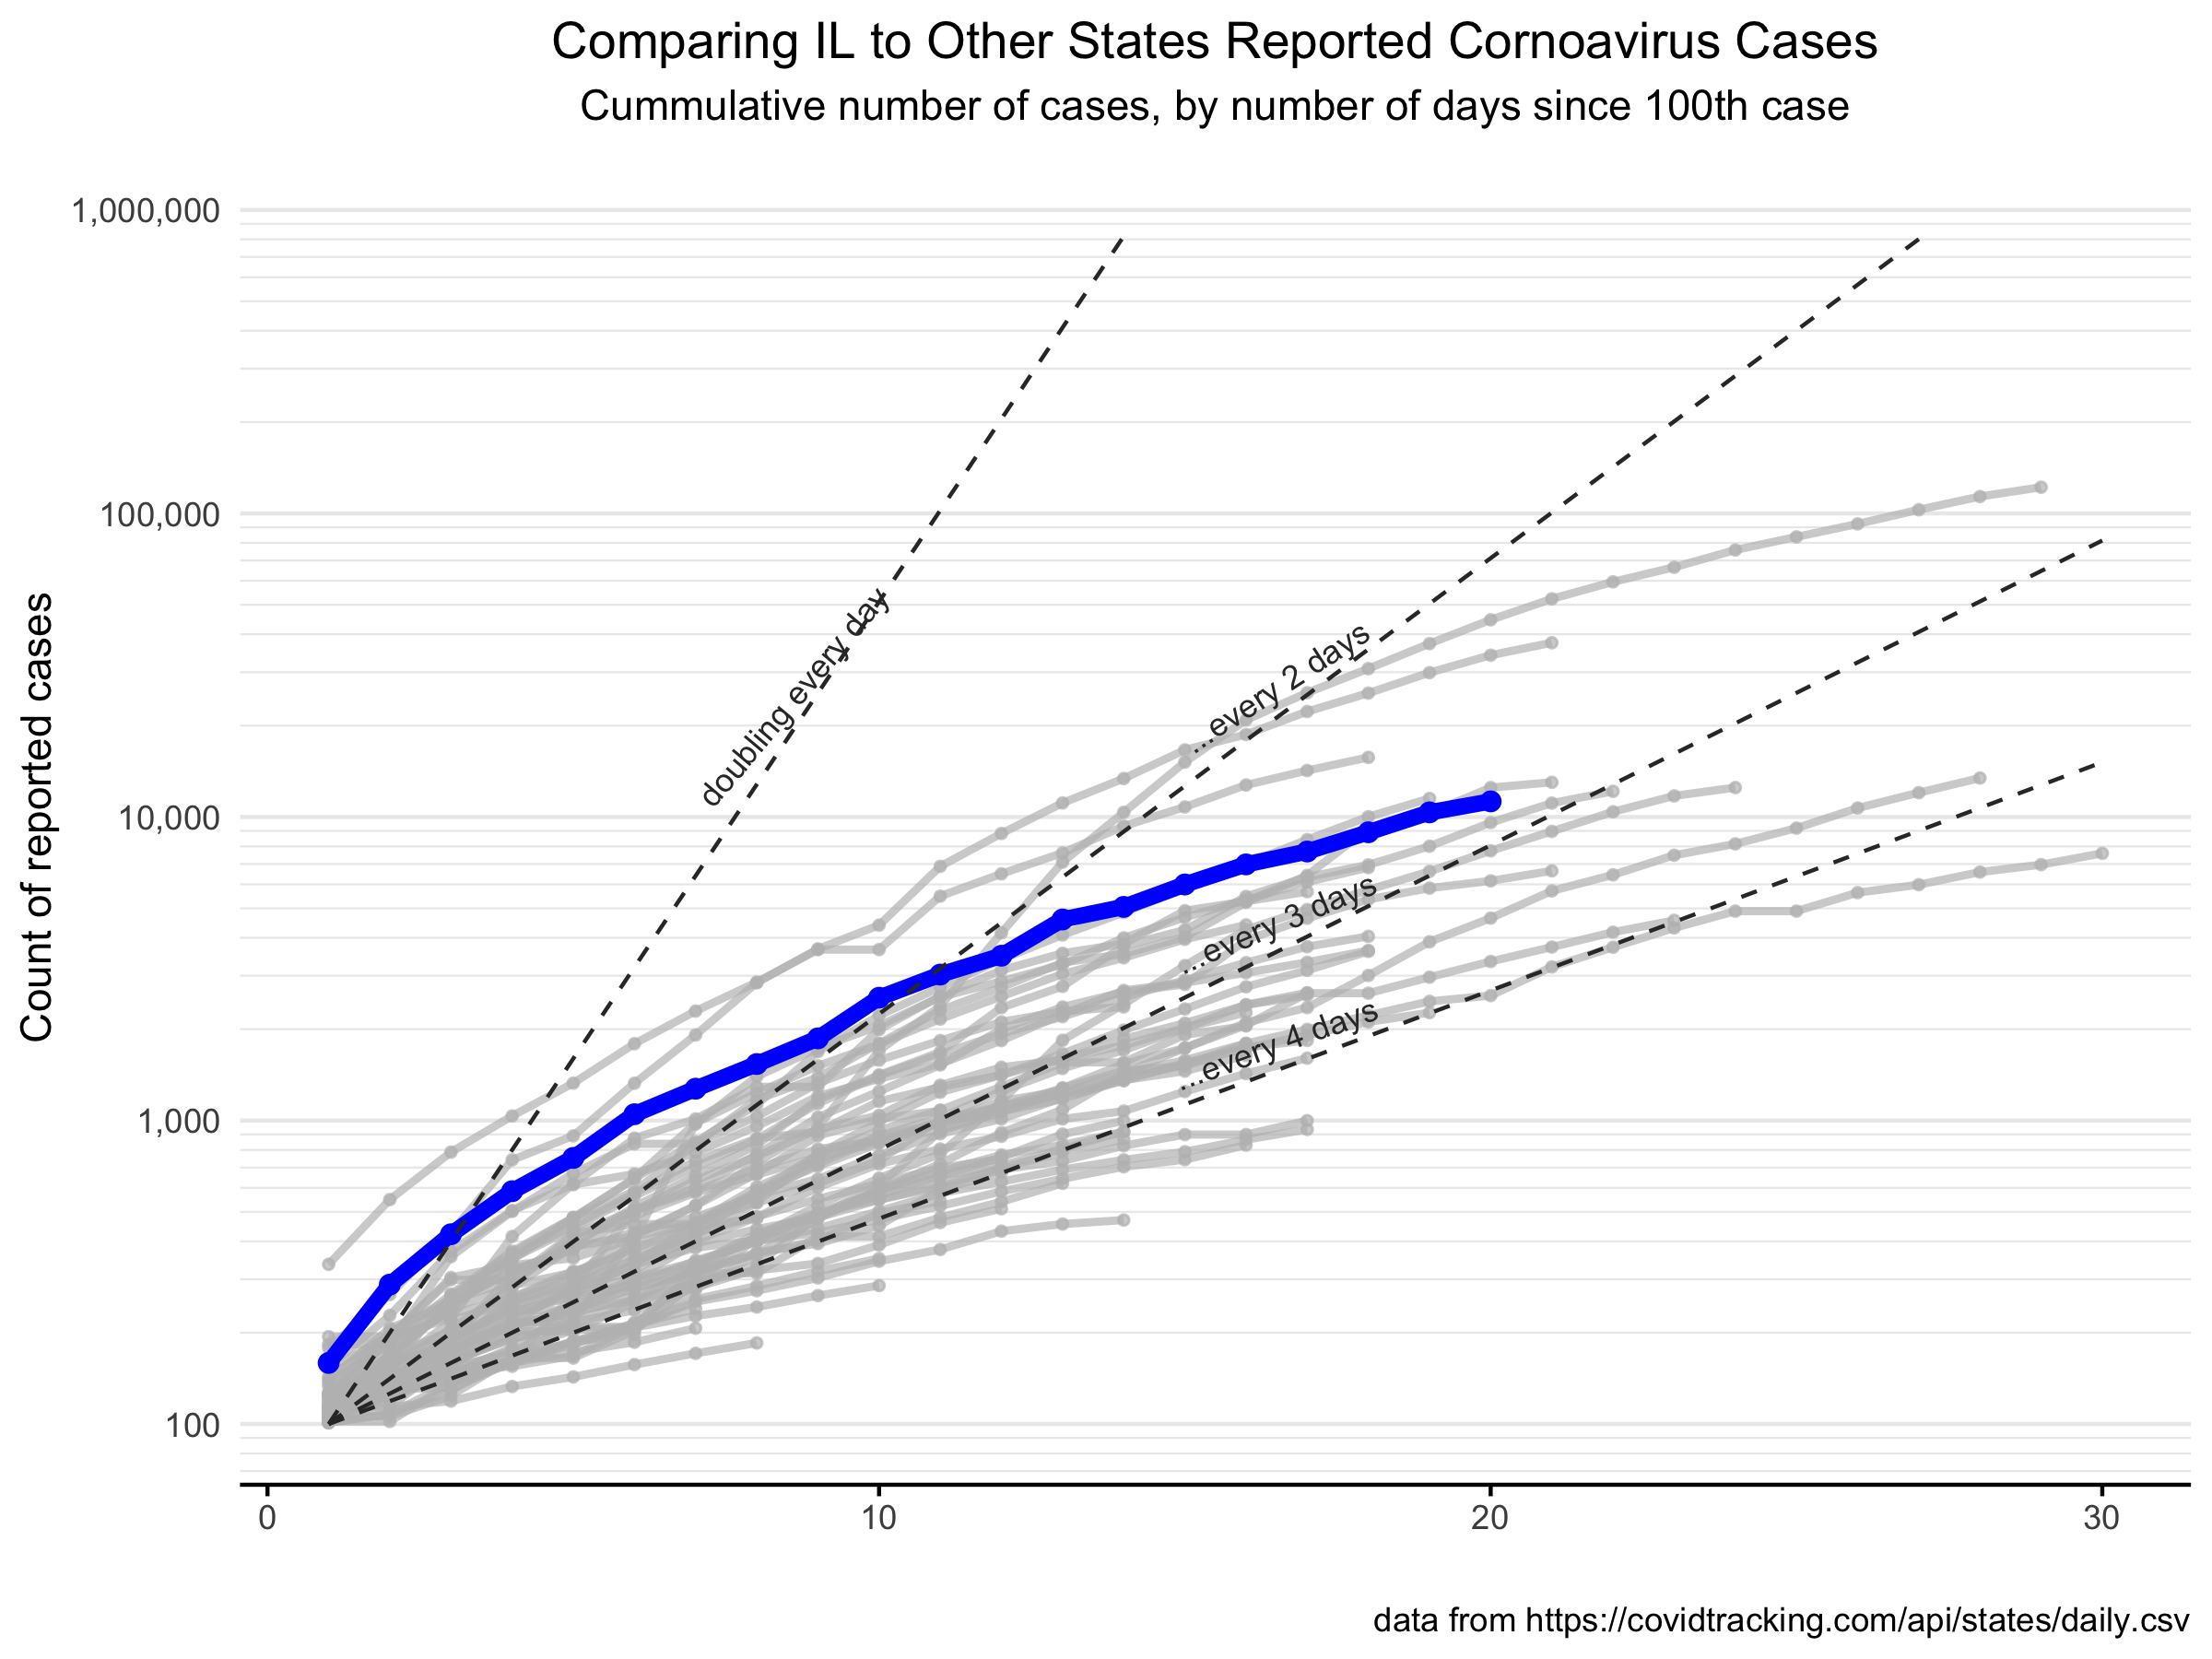 Comparing IL to Other States Reported Cornoavirus Cases
Cummulative number of cases, by number of days since 100th case
Count of reported cases
1,000,000
100,000
10,000
1,000
100
doubling every day
...every 2 days
...every 3 days
...every 4 days
0 10 20 30
data from https://covidtracking.com/api/states/daily.csv